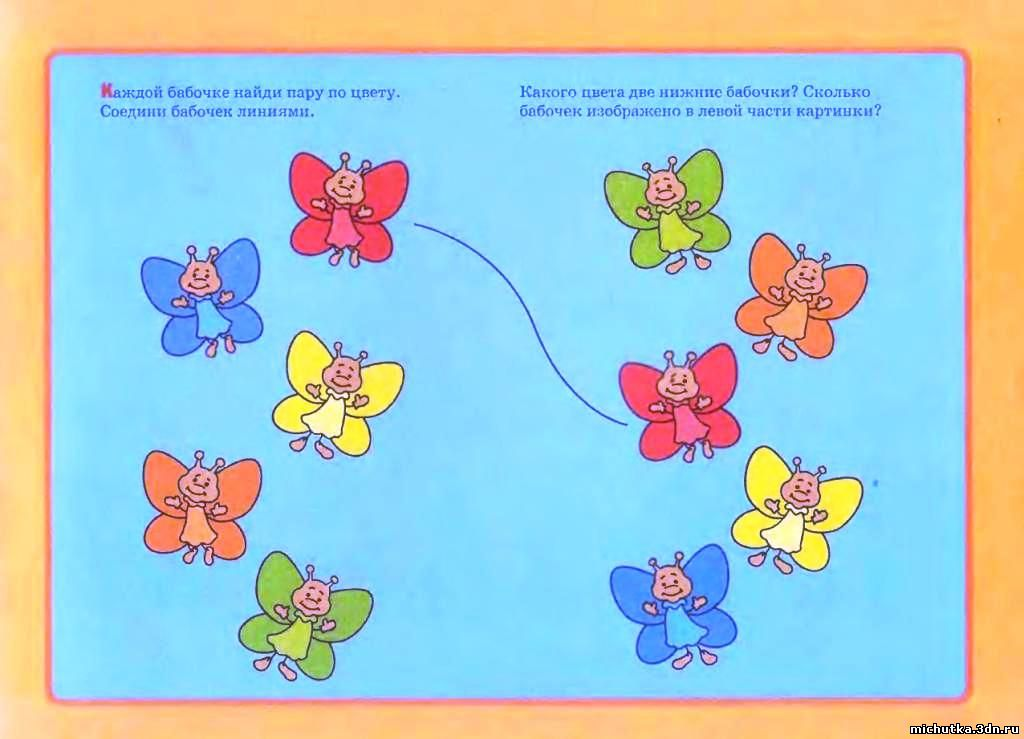 Каждой бабочке найди пару по цвету.
Соедини бабочек линиями.
Какого цвета две нижние бабочки? Сколько
бабочек изображено в левой части картинки?
michutka.3dn.ru